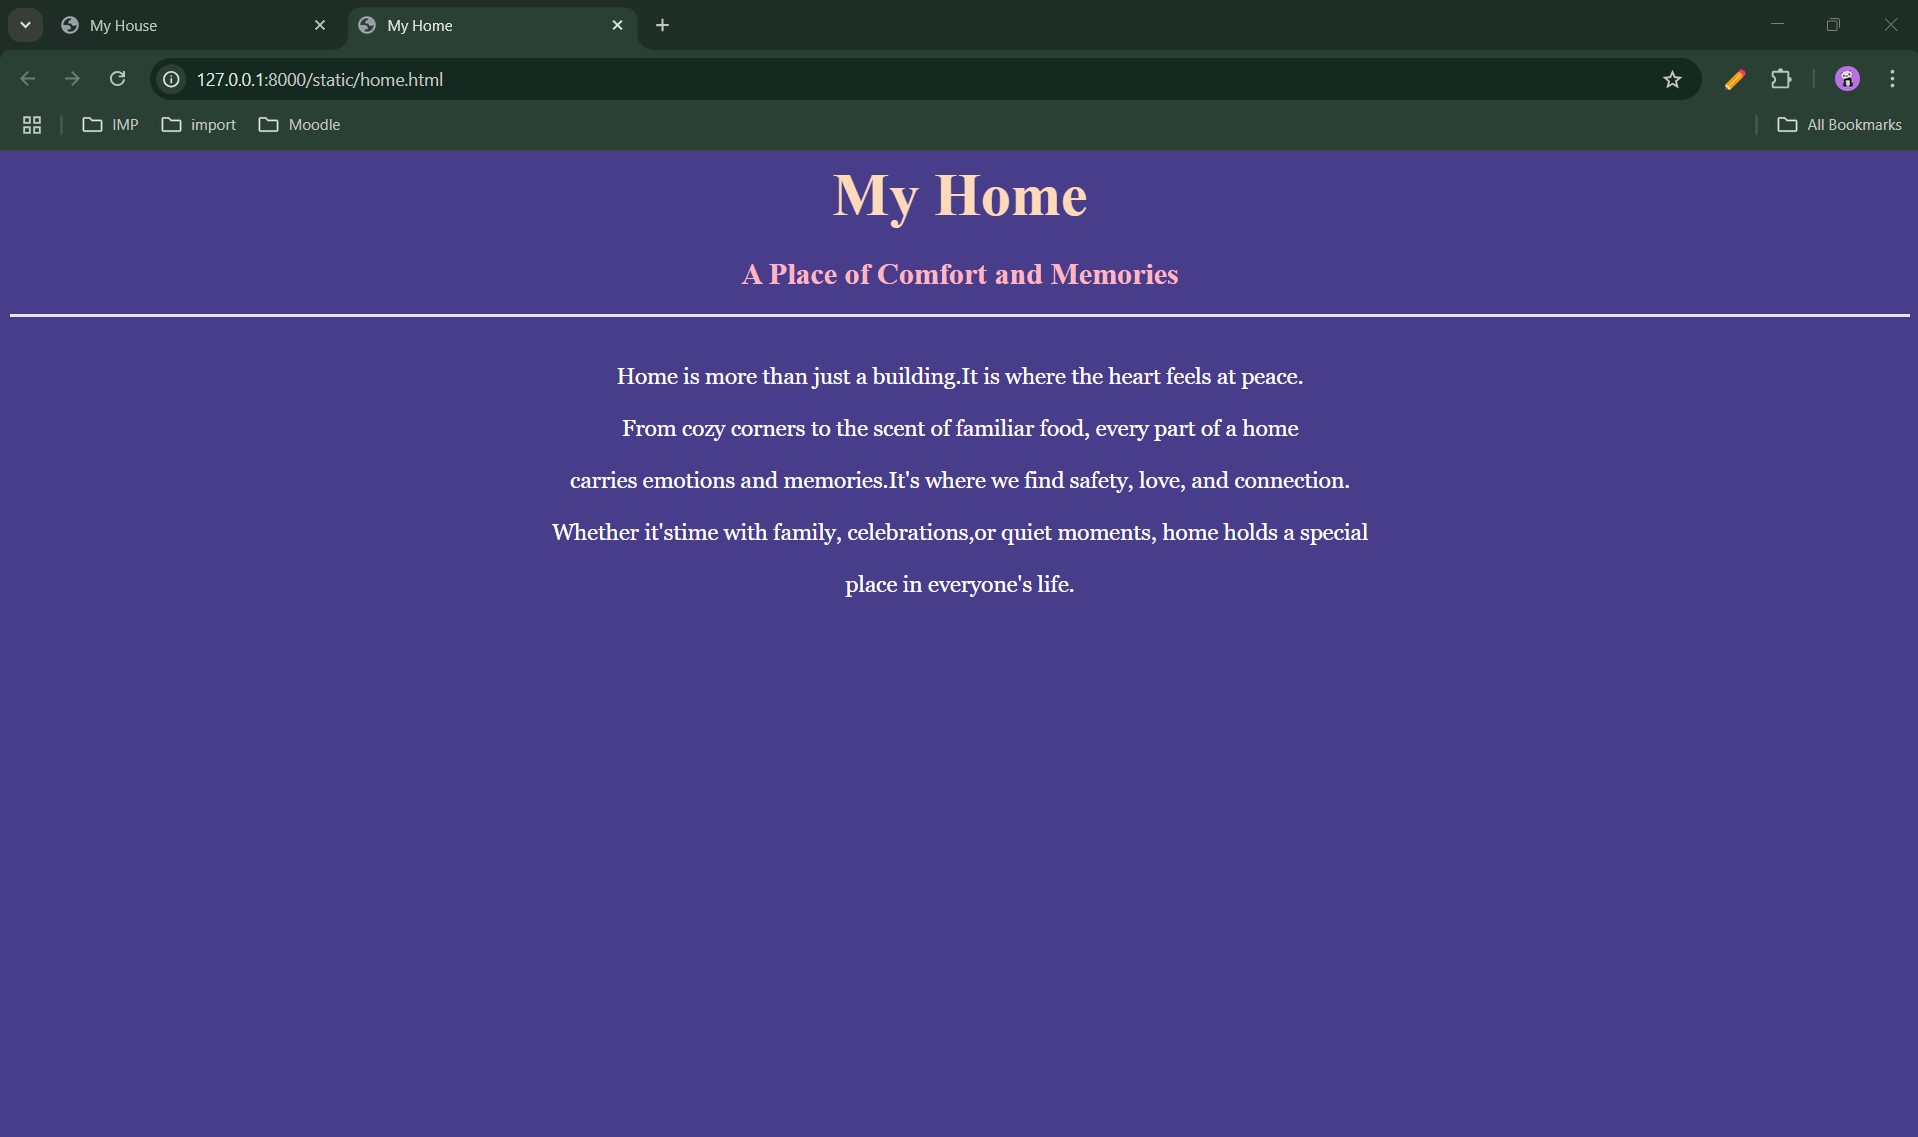 My House
My Home
127.0.0.1:8000/static/home.html
IMP import Moodle All Bookmarks
My Home
A Place of Comfort and Memories
Home is more than just a building.It is where the heart feels at peace.
From cozy corners to the scent of familiar food, every part of a home
carries emotions and memories.It's where we find safety, love, and connection.
Whether it'stime with family, celebrations,or quiet moments, home holds a special
place in everyone's life.